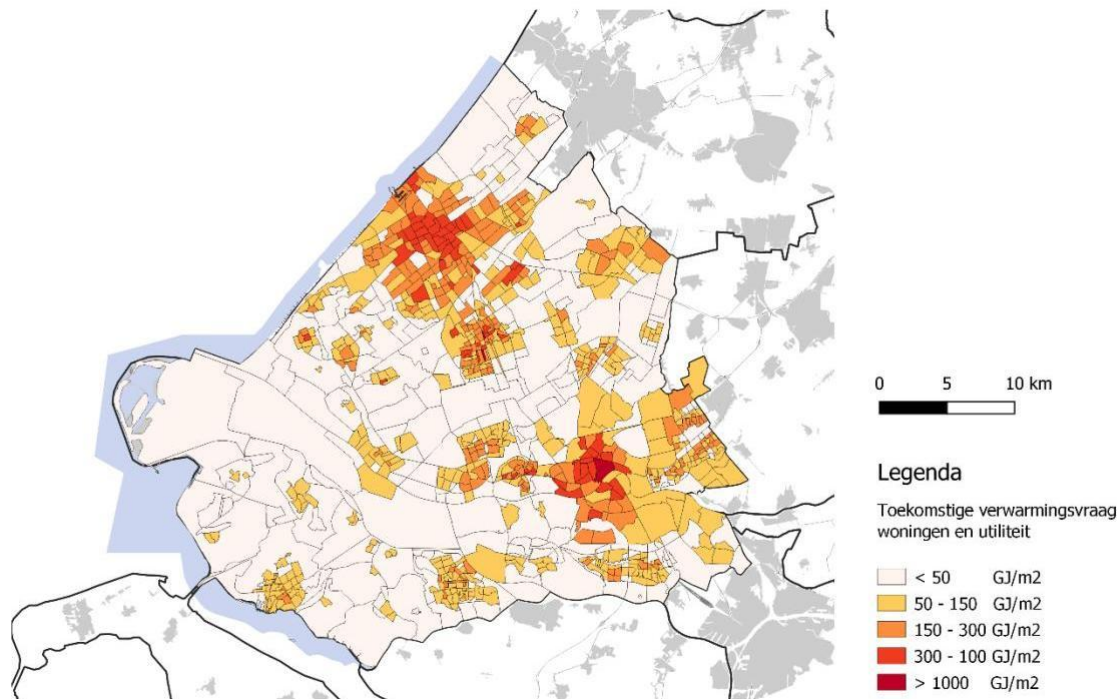 0 5 10 km
Legenda
Toekomstige verwarmingsvraag
woningen en utiliteit
< 50 GJ/m2
50 - 150 GJ/m2
150 - 300 GJ/m2
300 - 100 GJ/m2
> 1000 GJ/m2